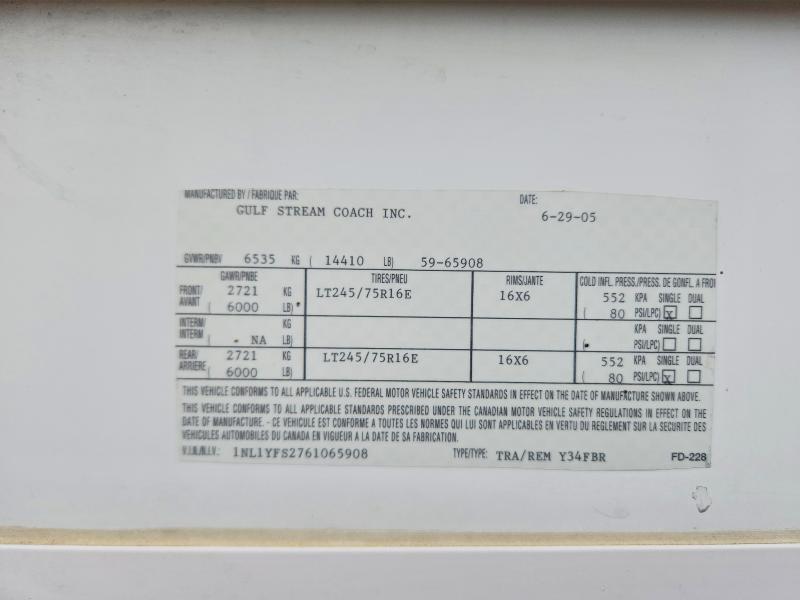 MANUFACTURED BY / FABRIQUE PAR: DATE:
GULF STREAM COACH INC. 6-29-05
GVWR/PNBV 6535 KG ( 14410 LB) 59-65908
GAWR/PNBE TIRES/PNEU RIMS/JANTE COLD INFL. PRESS./PRESS. DE GONFL. A FROI
FRONT/ 2721 KG LT245/75R16E 16X6 552 KPA SINGLE DUAL
AVANT ( 6000 LB) ( 80 PSI/LPC) X
INTERM/ KG KPA SINGLE DUAL
INTERM ( - NA LB) ( PSI/LPC)
REAR/ 2721 KG LT245/75R16E 16X6 552 KPA SINGLE DUAL
ARRIÈRE ( 6000 LB) ( 80 PSI/LPC) X
THIS VEHICLE CONFORMS TO ALL APPLICABLE U.S. FEDERAL MOTOR VEHICLE SAFETY STANDARDS IN EFFECT ON THE DATE OF MANUFACTURE SHOWN ABOVE.
THIS VEHICLE CONFORMS TO ALL APPLICABLE STANDARDS PRESCRIBED UNDER THE CANADIAN MOTOR VEHICLE SAFETY REGULATIONS IN EFFECT ON THE
DATE OF MANUFACTURE. - CE VEHICULE EST CONFORME A TOUTES LES NORMES QUI LUI SONT APPLICABLES EN VERTU DU REGLEMENT SUR LA SECURITE DES
VEHICULES AUTOMOBILES DU CANADA EN VIGUEUR A LA DATE DE SA FABRICATION.
V.I.N./N.I.V.: 1NL1YFS2761065908 TYPE/TYPE: TRA/REM Y34FBR FD-228